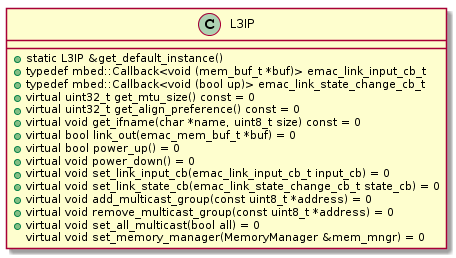 C L3IP
static L3IP &get_default_instance()
typedef mbed::Callback<void (mem_buf_t *buf)> emac_link_input_cb_t
typedef mbed::Callback<void (bool up)> emac_link_state_change_cb_t
virtual uint32_t get_mtu_size() const = 0
virtual uint32_t get_align_preference() const = 0
virtual void get_ifname(char *name, uint8_t size) const = 0
virtual bool link_out(emac_mem_buf_t *buf) = 0
virtual bool power_up() = 0
virtual void power_down() = 0
virtual void set_link_input_cb(emac_link_input_cb_t input_cb) = 0
virtual void set_link_state_cb(emac_link_state_change_cb_t state_cb) = 0
virtual void add_multicast_group(const uint8_t *address) = 0
virtual void remove_multicast_group(const uint8_t *address) = 0
virtual void set_all_multicast(bool all) = 0
virtual void set_memory_manager(MemoryManager &mem_mngr) = 0